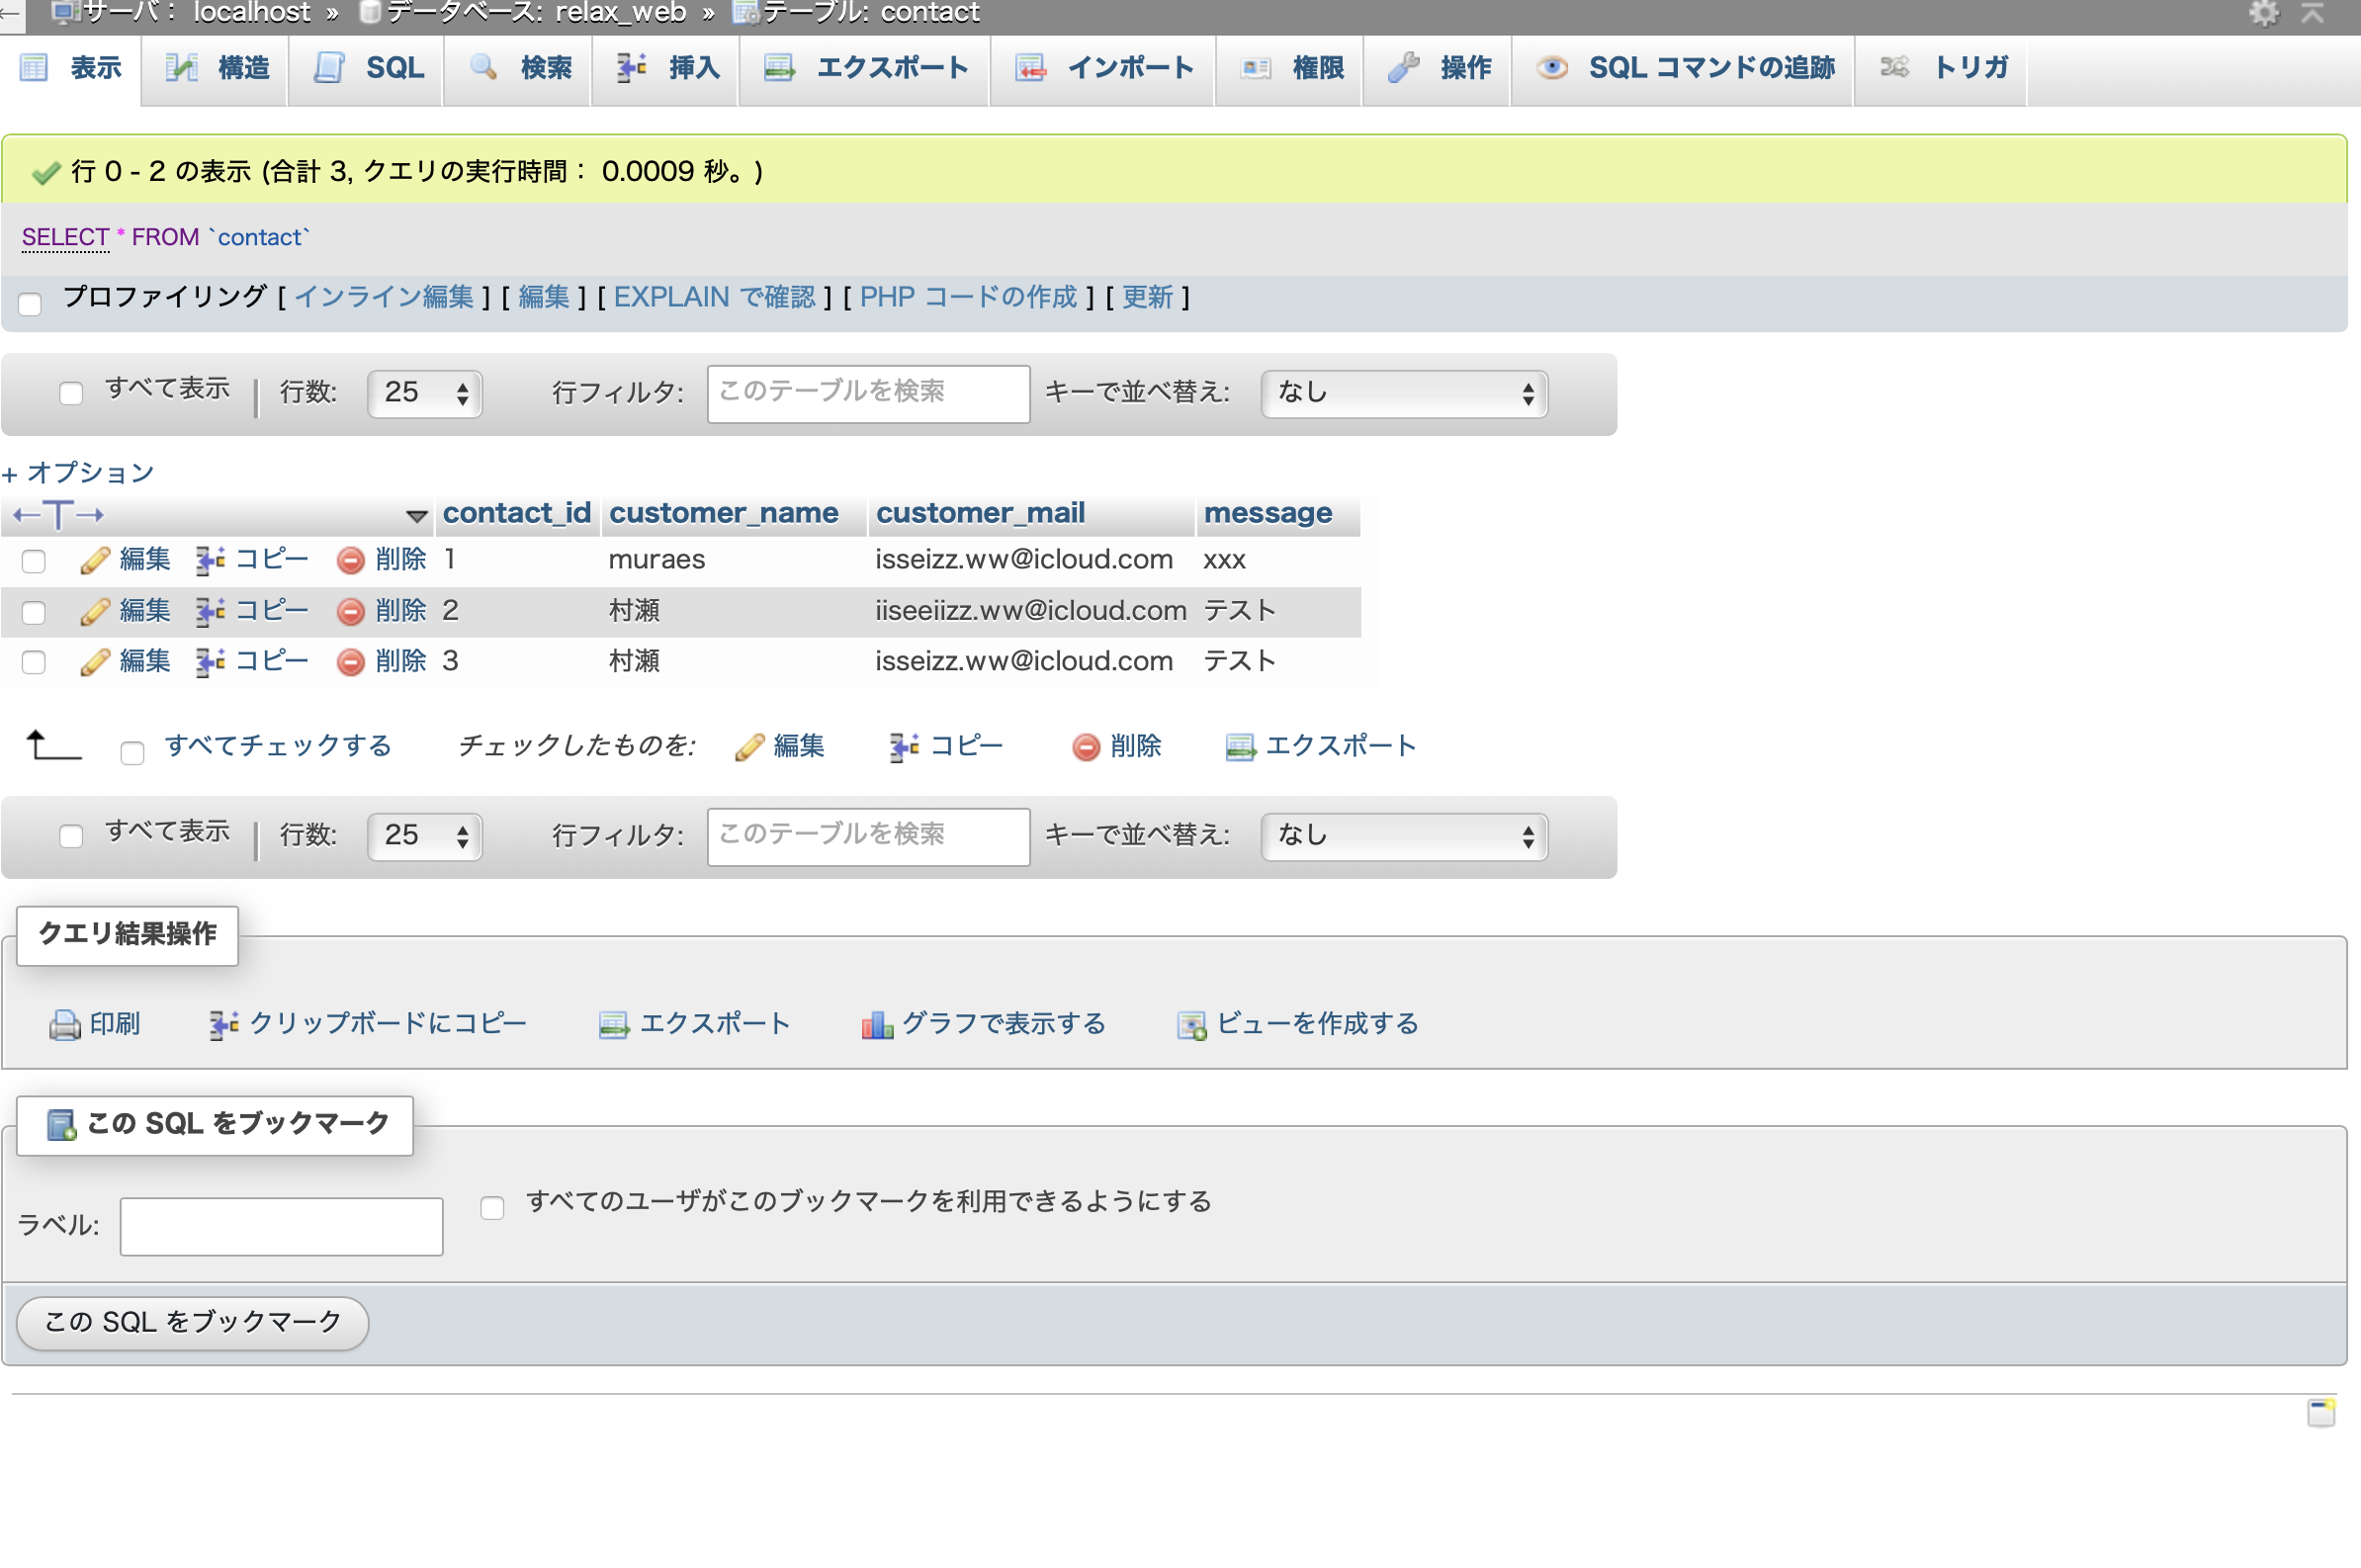 サーバ： localhost » データベース: relax_web » テーブル: contact
表示 構造 SQL 検索 挿入 エクスポート インポート 権限 操作 SQL コマンドの追跡 トリガ
行 0 - 2 の表示 (合計 3, クエリの実行時間： 0.0009 秒。)
SELECT * FROM `contact`
プロファイリング [ インライン編集 ] [ 編集 ] [ EXPLAIN で確認 ] [ PHP コードの作成 ] [ 更新 ]
すべて表示 | 行数: 25 行フィルタ: このテーブルを検索 キーで並べ替え: なし
+ オプション
←T→ contact_id customer_name customer_mail message
編集 コピー 削除 1 muraes isseizz.ww@icloud.com xxx
編集 コピー 削除 2 村瀬 iiseeiizz.ww@icloud.com テスト
編集 コピー 削除 3 村瀬 isseizz.ww@icloud.com テスト
すべてチェックする チェックしたものを: 編集 コピー 削除 エクスポート
すべて表示 | 行数: 25 行フィルタ: このテーブルを検索 キーで並べ替え: なし
クエリ結果操作
印刷 クリップボードにコピー エクスポート グラフで表示する ビューを作成する
この SQL をブックマーク
ラベル: すべてのユーザがこのブックマークを利用できるようにする
この SQL をブックマーク